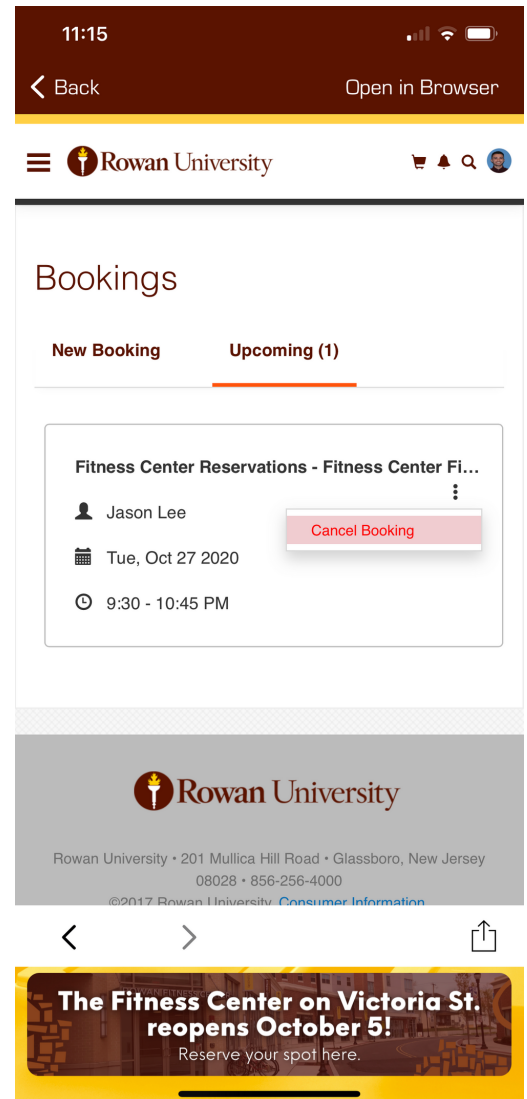 11:15
Back
Open in Browser
Rowan University
Bookings
New Booking
Upcoming (1)
Fitness Center Reservations - Fitness Center Fi...
Jason Lee
Cancel Booking
Tue, Oct 27 2020
9:30 - 10:45 PM
Rowan University
Rowan University • 201 Mullica Hill Road • Glassboro, New Jersey
08028 • 856-256-4000
©2017 Rowan University. Consumer Information
The Fitness Center on Victoria St.
reopens October 5!
Reserve your spot here.